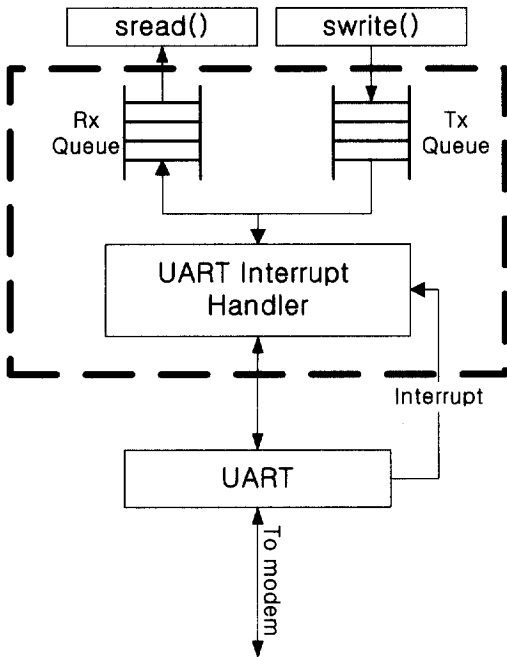 sread()
swrite()
Rx
Queue
Tx
Queue
UART Interrupt
Handler
Interrupt
UART
To modem